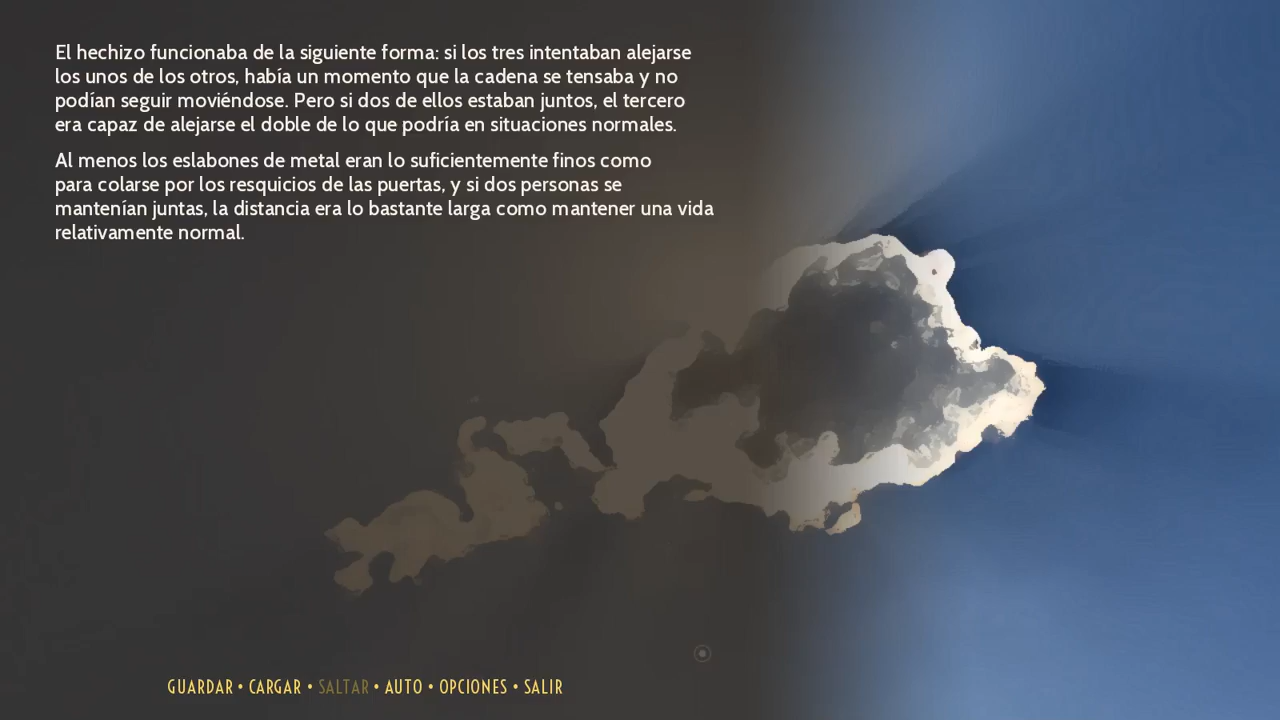 El hechizo funcionaba de la siguiente forma: si los tres intentaban alejarse
los unos de los otros, había un momento que la cadena se tensaba y no
podían seguir moviéndose. Pero si dos de ellos estaban juntos, el tercero
era capaz de alejarse el doble de lo que podría en situaciones normales.
Al menos los eslabones de metal eran lo suficientemente finos como
para colarse por los resquicios de las puertas, y si dos personas se
mantenían juntas, la distancia era lo bastante larga como mantener una vida
relativamente normal.
GUARDAR • CARGAR • SALTAR • AUTO • OPCIONES • SALIR